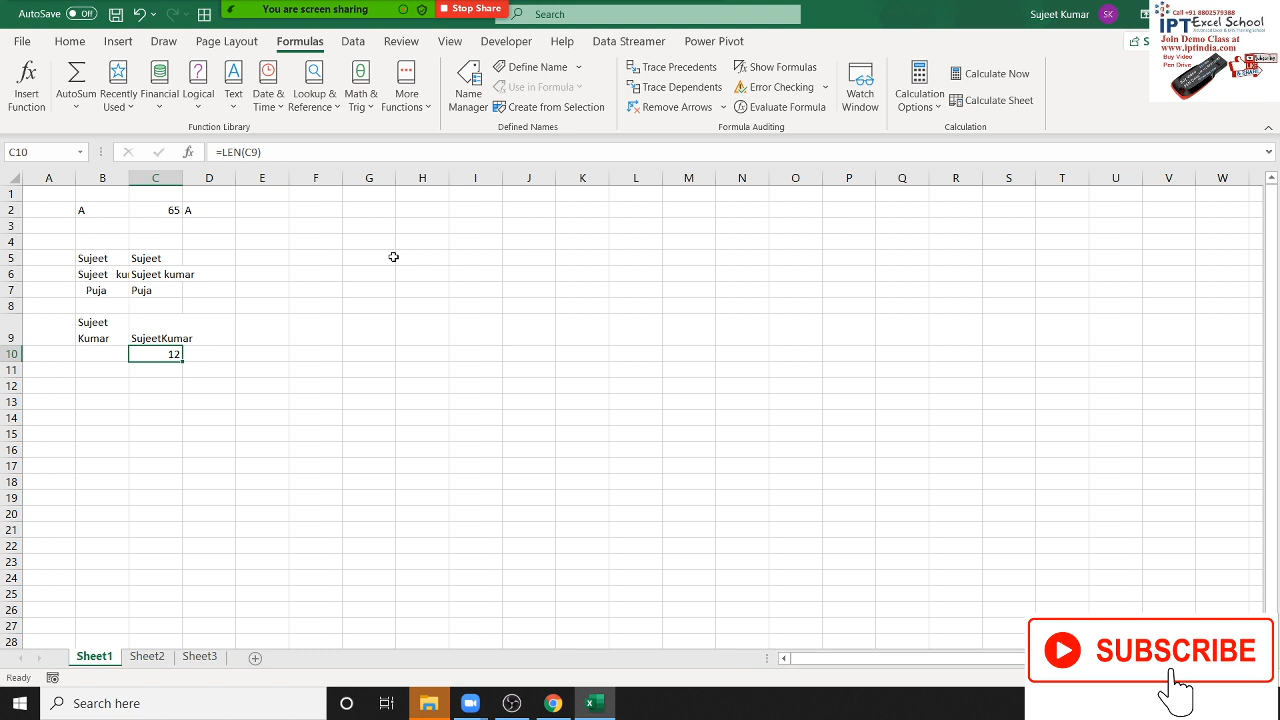 AutoSave Off
You are screen sharing
Stop Share
Search
Sujeet Kumar
SK
Call +91 8802579388
IPT Excel School
Join Demo Class at
www.iptindia.com
Buy Video
Pen Drive
File Home Insert Draw Page Layout Formulas Data Review View Developer Help Data Streamer Power Pivot
Insert Function
AutoSum
Recently Used
Financial
Logical
Text
Date & Time
Lookup & Reference
Math & Trig
More Functions
Function Library
Name Manager
Define Name
Use in Formula
Create from Selection
Defined Names
Trace Precedents
Trace Dependents
Remove Arrows
Show Formulas
Error Checking
Evaluate Formula
Formula Auditing
Watch Window
Calculation Options
Calculate Now
Calculate Sheet
Calculation
C10
fx
=LEN(C9)
A B C D E F G H I J K L M N O P Q R S T U V W
1
2 A 65 A
3
4
5 Sujeet Sujeet
6 Sujeet kur Sujeet kumar
7 Puja Puja
8
Sujeet
9 Kumar SujeetKumar
10 12
11
12
13
14
15
16
17
18
19
20
21
22
23
24
25
26
27
28
Sheet1 Sheet2 Sheet3
Ready
SUBSCRIBE
Type here to search